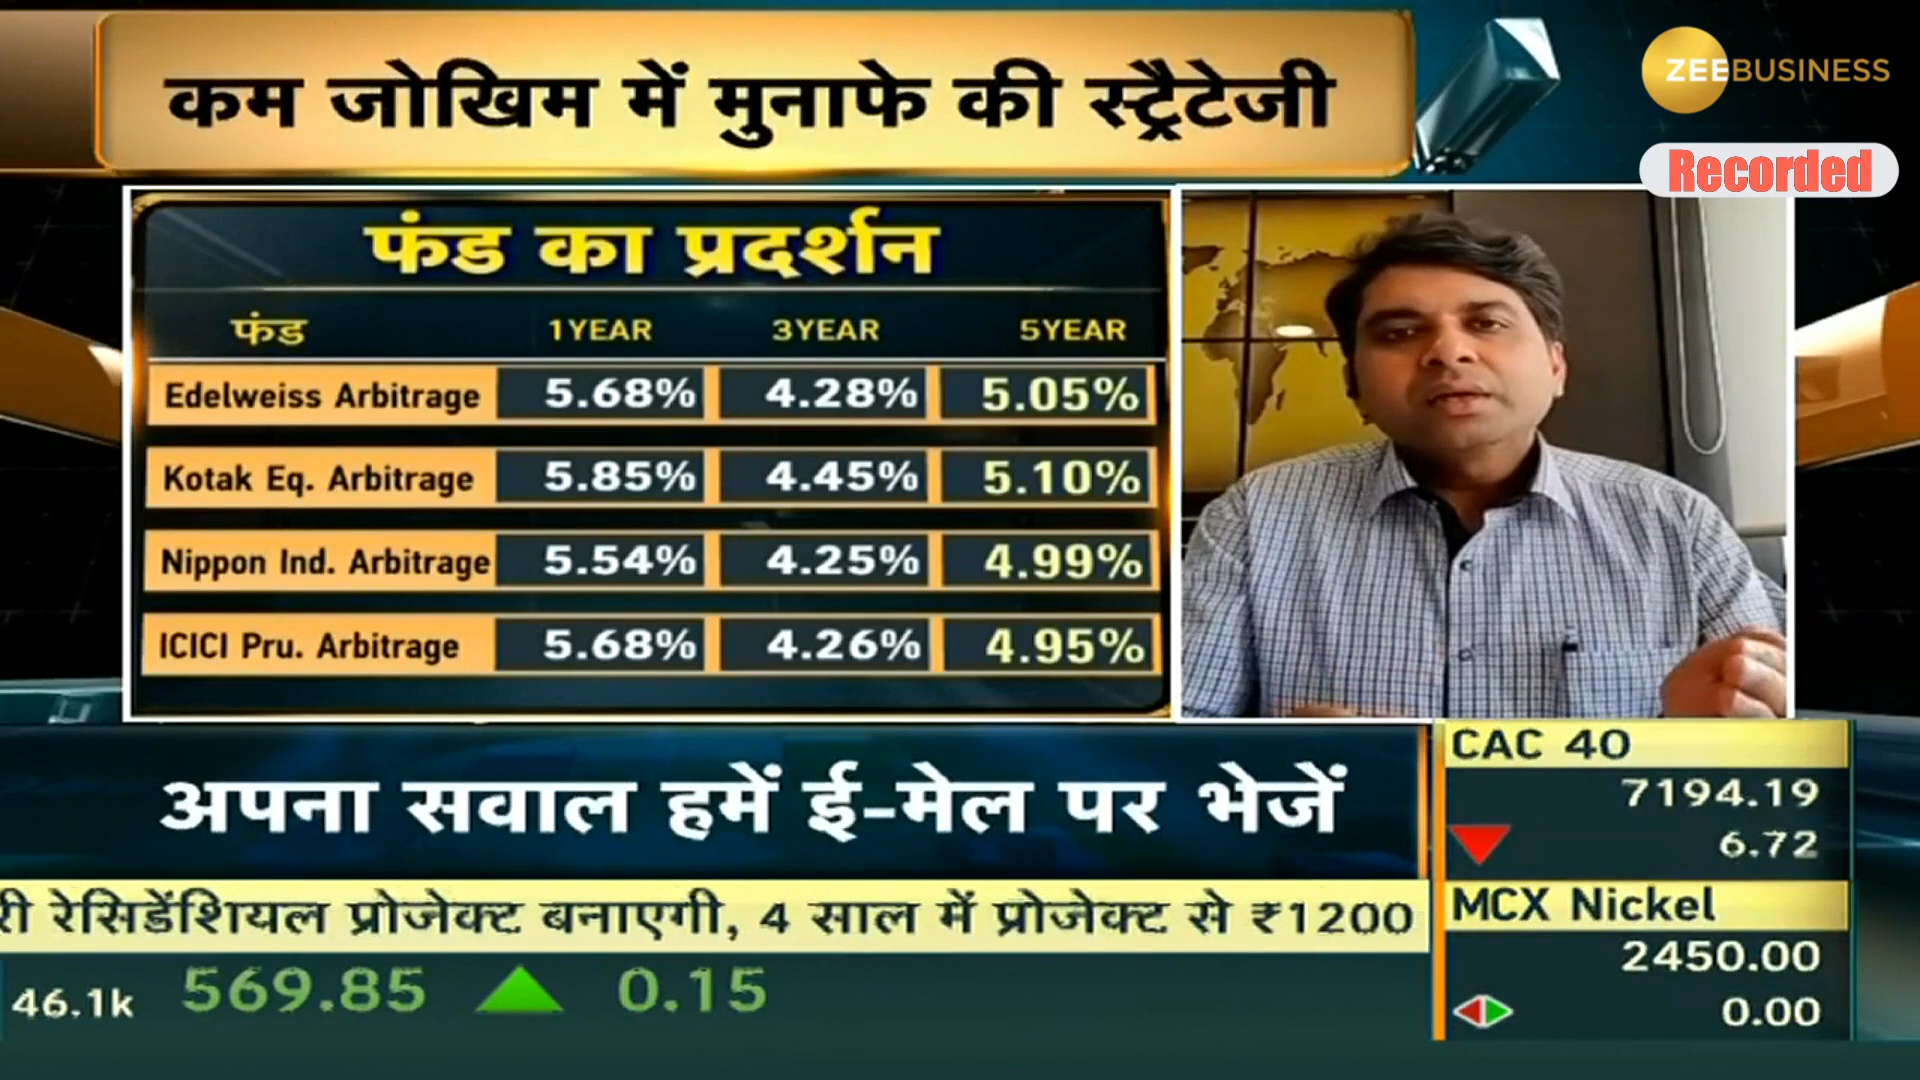 कम जोखिम में मुनाफे की स्ट्रैटेजी
ZEEBUSINESS
Recorded
फंड का प्रदर्शन
फंड 1YEAR 3YEAR 5YEAR
Edelweiss Arbitrage 5.68% 4.28% 5.05%
Kotak Eq. Arbitrage 5.85% 4.45% 5.10%
Nippon Ind. Arbitrage 5.54% 4.25% 4.99%
ICICI Pru. Arbitrage 5.68% 4.26% 4.95%
अपना सवाल हमें ई-मेल पर भेजें
CAC 40
7194.19
6.72
रेसिडेंशियल प्रोजेक्ट बनाएगी, 4 साल में प्रोजेक्ट से ₹1200
MCX Nickel
2450.00
0.00
46.1k 569.85 0.15